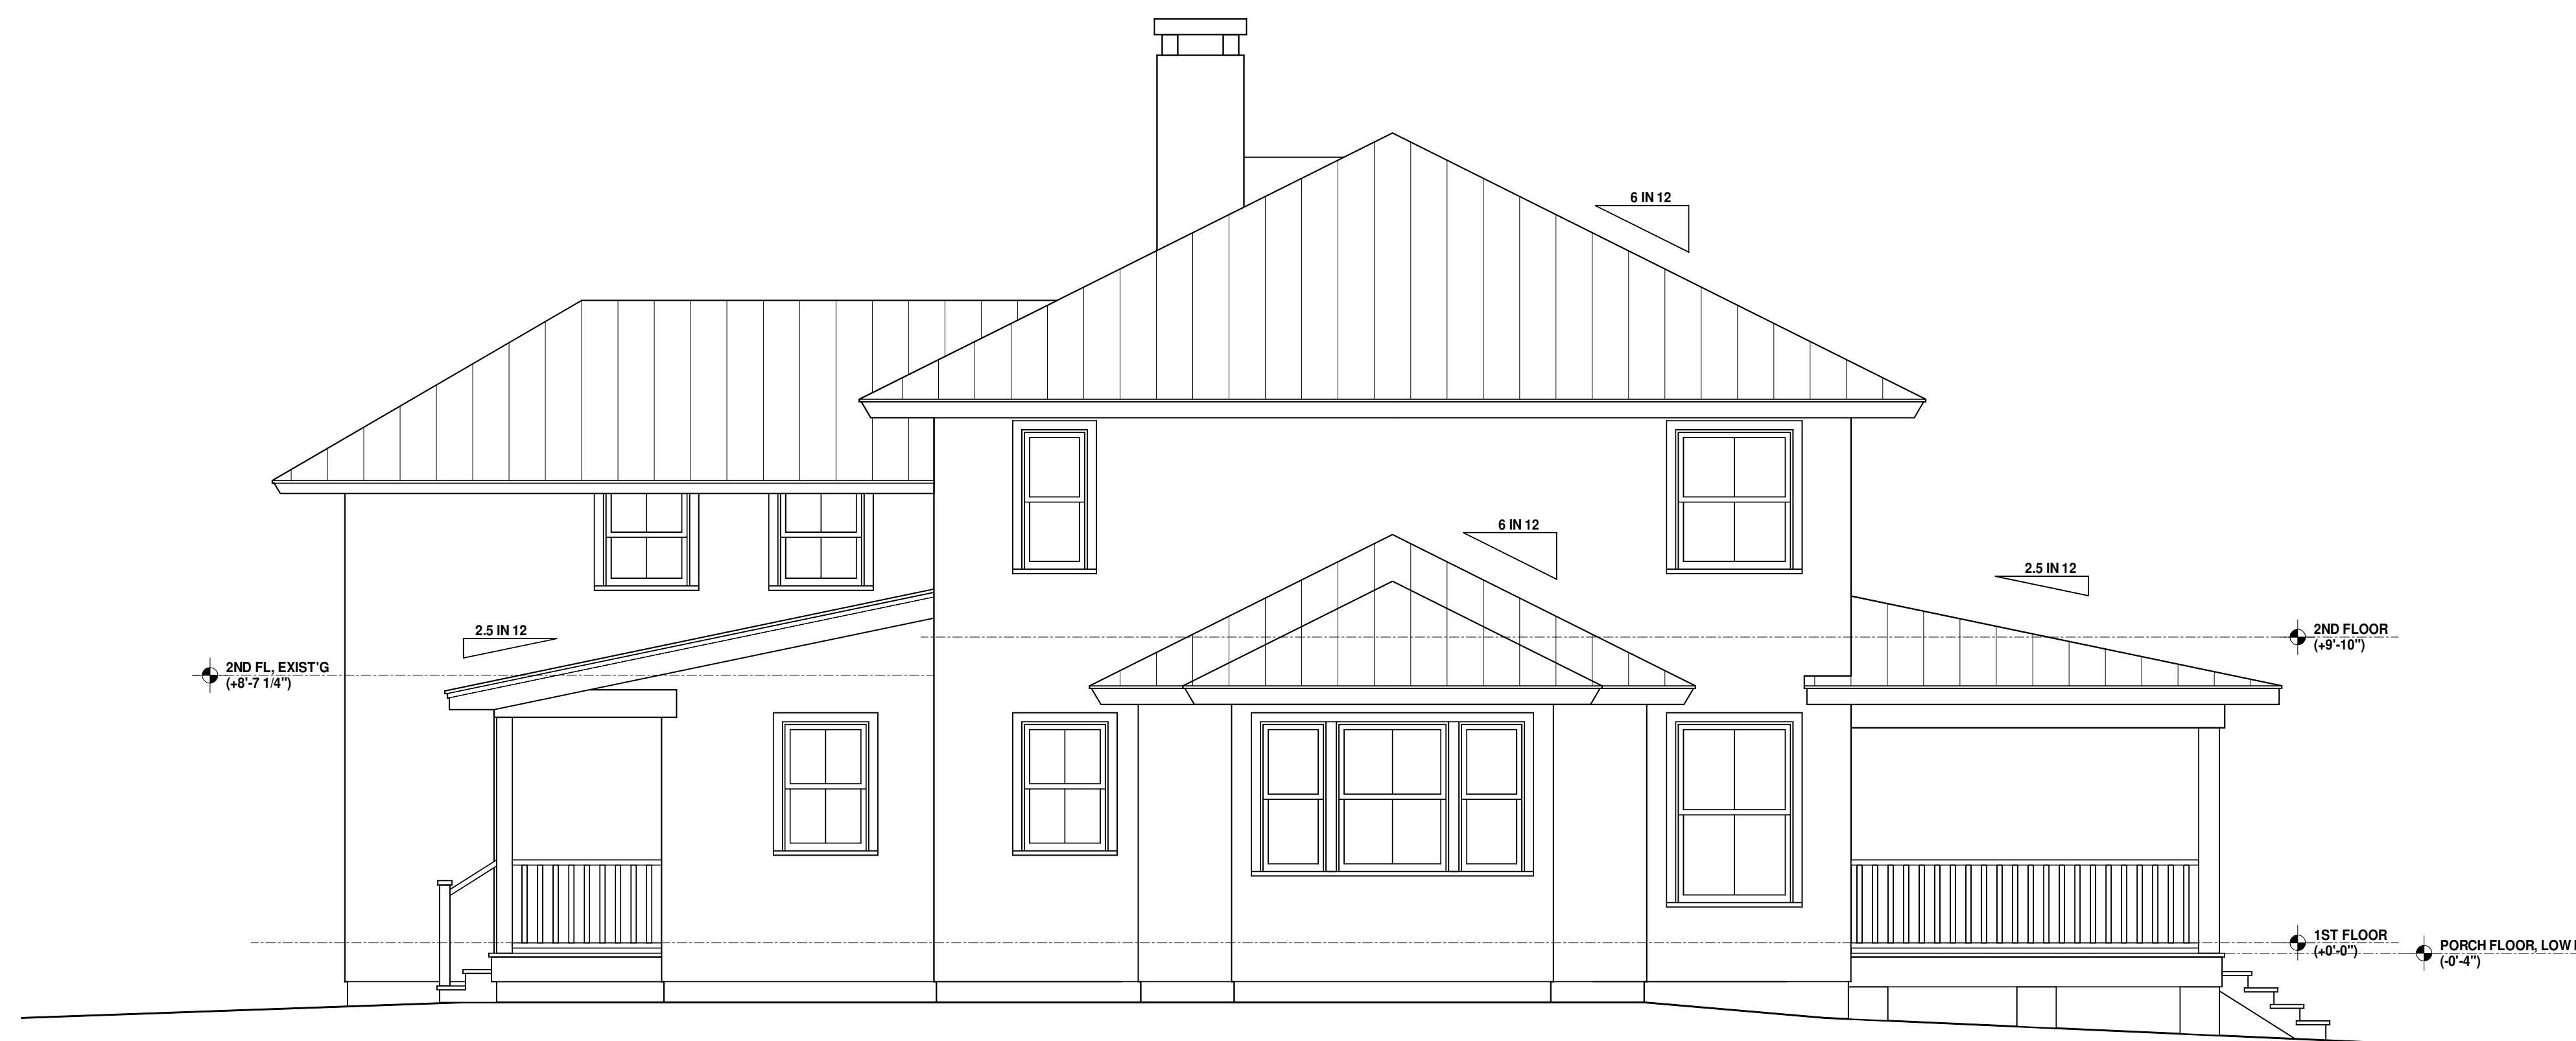 6 IN 12
6 IN 12
2.5 IN 12
2.5 IN 12
2ND FLOOR
(+9'-10")
2ND FL, EXIST'G
(+8'-7 1/4")
1ST FLOOR
(+0'-0")
PORCH FLOOR, LOW
(-0'-4")